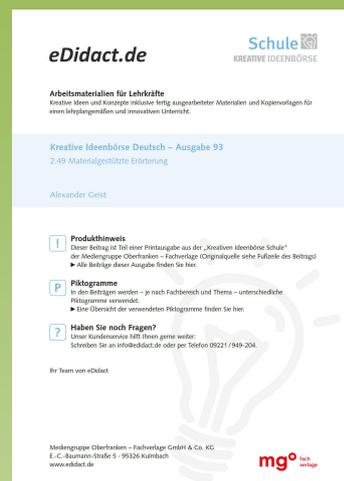 eDidact.de
Schule
KREATIVE IDEENBÖRSE
Arbeitsmaterialien für Lehrkräfte
Kreative Ideen und Konzepte inklusive fertig ausgearbeiteter Materialien und Kopiervorlagen für
einen lehrplangemäßen und innovativen Unterricht.
Kreative Ideenbörse Deutsch – Ausgabe 93
2.49 Materialgestützte Erörterung
Alexander Geist
!
Produkthinweis
Dieser Beitrag ist Teil einer Printausgabe aus der „Kreativen Ideenbörse Schule“
der Mediengruppe Oberfranken – Fachverlage (Originalquelle siehe Fußzeile des Beitrags)
▶ Alle Beiträge dieser Ausgabe finden Sie hier.
P
Piktogramme
In den Beiträgen werden – je nach Fachbereich und Thema – unterschiedliche
Piktogramme verwendet.
▶ Eine Übersicht der verwendeten Piktogramme finden Sie hier.
?
Haben Sie noch Fragen?
Unser Kundenservice hilft Ihnen gerne weiter:
Schreiben Sie an info@edidact.de oder per Telefon 09221/949-204.
Ihr Team von eDidact
Mediengruppe Oberfranken – Fachverlage GmbH & Co. KG
E.-C.-Baumann-Straße 5 · 95326 Kulmbach
www.edidact.de
mgo fach
verlage